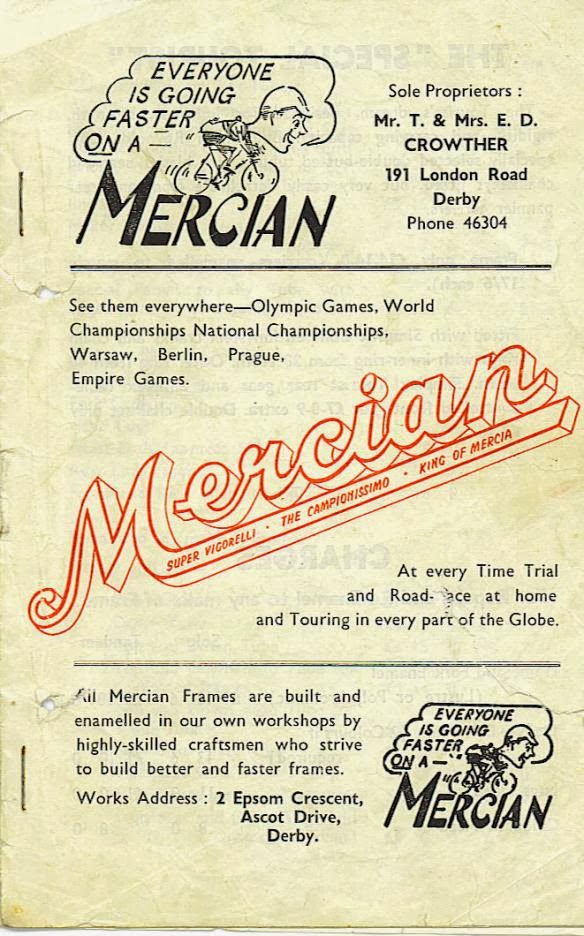 EVERYONE
IS GOING
FASTER
ON A —
MERCIAN
Sole Proprietors :
Mr. T. & Mrs. E. D.
CROWTHER
191 London Road
Derby
Phone 46304
See them everywhere—Olympic Games, World
Championships National Championships,
Warsaw, Berlin, Prague,
Empire Games.
Mercian
SUPER VIGORELLI · THE CAMPIONISSIMO · KING OF MERCIA
At every Time Trial
and Road- ace at home
and Touring in every part of the Globe.
All Mercian Frames are built and
enamelled in our own workshops by
highly-skilled craftsmen who strive
to build better and faster frames.
Works Address : 2 Epsom Crescent,
Ascot Drive,
Derby.
EVERYONE
IS GOING
FASTER
ON A —
MERCIAN